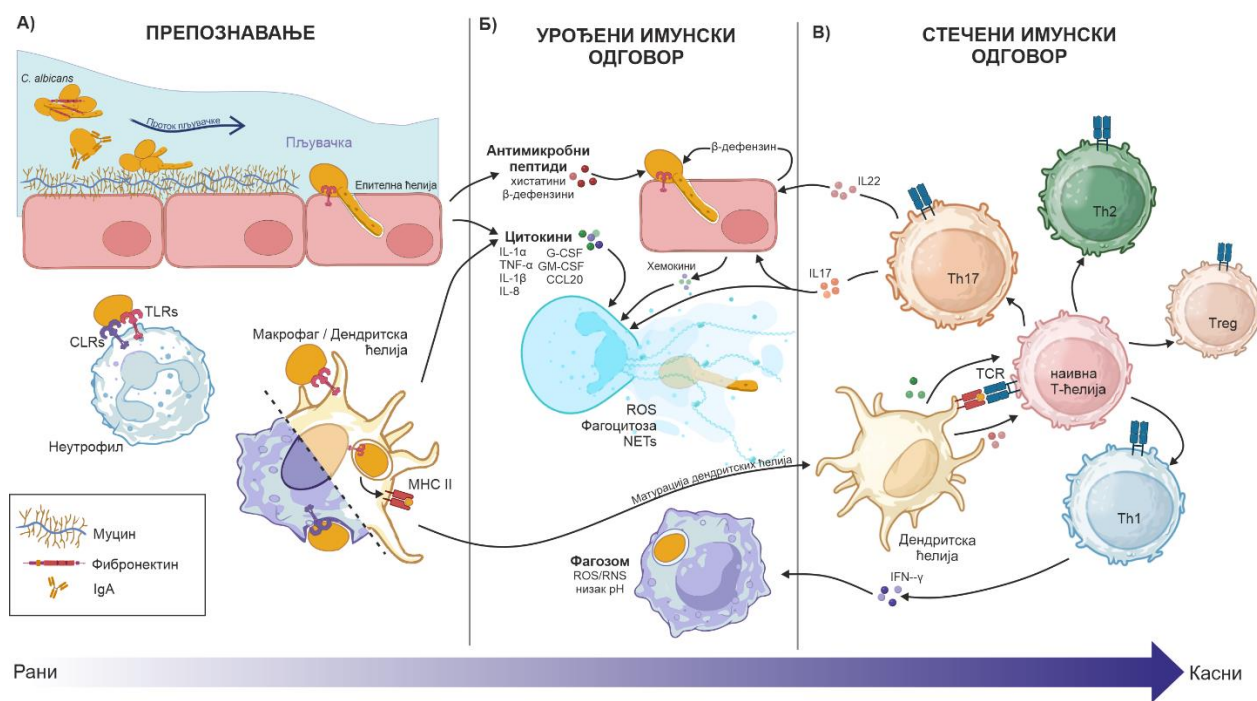 А)
ПРЕПОЗНАВАЊЕ
C. albicans
Проток пљувачке
Пљувачка
Епителна ћелија
TLRs
CLRs
Неутрофил
Макрофаг / Дендритска
ћелија
MHC II
Муцин
Фибронектин
IgA
Б)
УРОЂЕНИ ИМУНСКИ
ОДГОВОР
Антимикробни
пептиди
хистатини
β-дефензини
β-дефензин
Цитокини
IL-1α G-CSF
TNF-α GM-CSF
IL-1β CCL20
IL-8
Хемокини
ROS
Фагоцитоза
NETs
Матурација дендритских ћелија
Фагозом
ROS/RNS
низак pH
В)
СТЕЧЕНИ ИМУНСКИ
ОДГОВОР
IL22
IL17
Th17
Th2
Treg
наивна
Т-ћелија
TCR
Th1
Дендритска
ћелија
IFN--γ
Рани
Касни